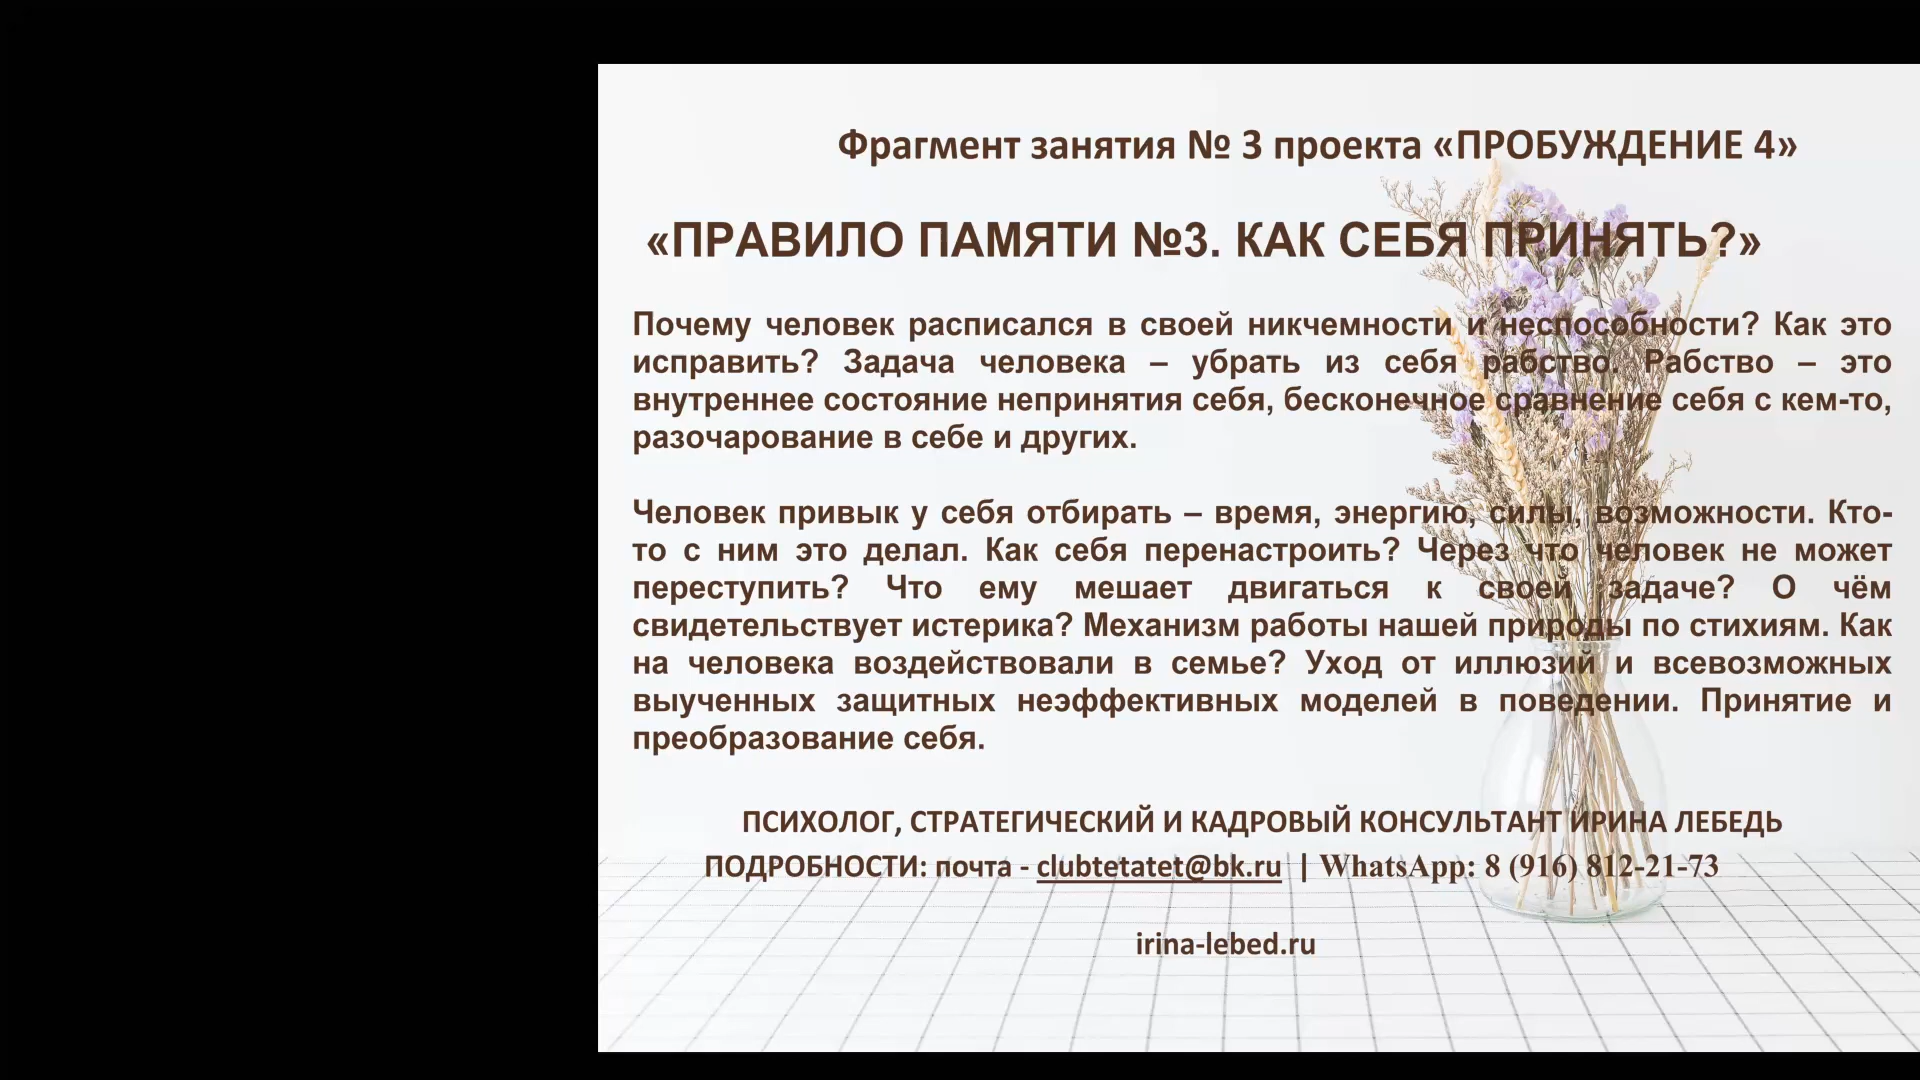 Фрагмент занятия № 3 проекта «ПРОБУЖДЕНИЕ 4»
«ПРАВИЛО ПАМЯТИ №3. КАК СЕБЯ ПРИНЯТЬ?»
Почему человек расписался в своей никчемности и неспособности? Как это
исправить? Задача человека – убрать из себя рабство. Рабство – это
внутреннее состояние непринятия себя, бесконечное сравнение себя с кем-то,
разочарование в себе и других.
Человек привык у себя отбирать – время, энергию, силы, возможности. Кто-
то с ним это делал. Как себя перенастроить? Через что человек не может
переступить? Что ему мешает двигаться к своей задаче? О чём
свидетельствует истерика? Механизм работы нашей природы по стихиям. Как
на человека воздействовали в семье? Уход от иллюзий и всевозможных
выученных защитных неэффективных моделей в поведении. Принятие и
преобразование себя.
ПСИХОЛОГ, СТРАТЕГИЧЕСКИЙ И КАДРОВЫЙ КОНСУЛЬТАНТ ИРИНА ЛЕБЕДЬ
ПОДРОБНОСТИ: почта - clubtetatet@bk.ru | WhatsApp: 8 (916) 812-21-73
irina-lebed.ru